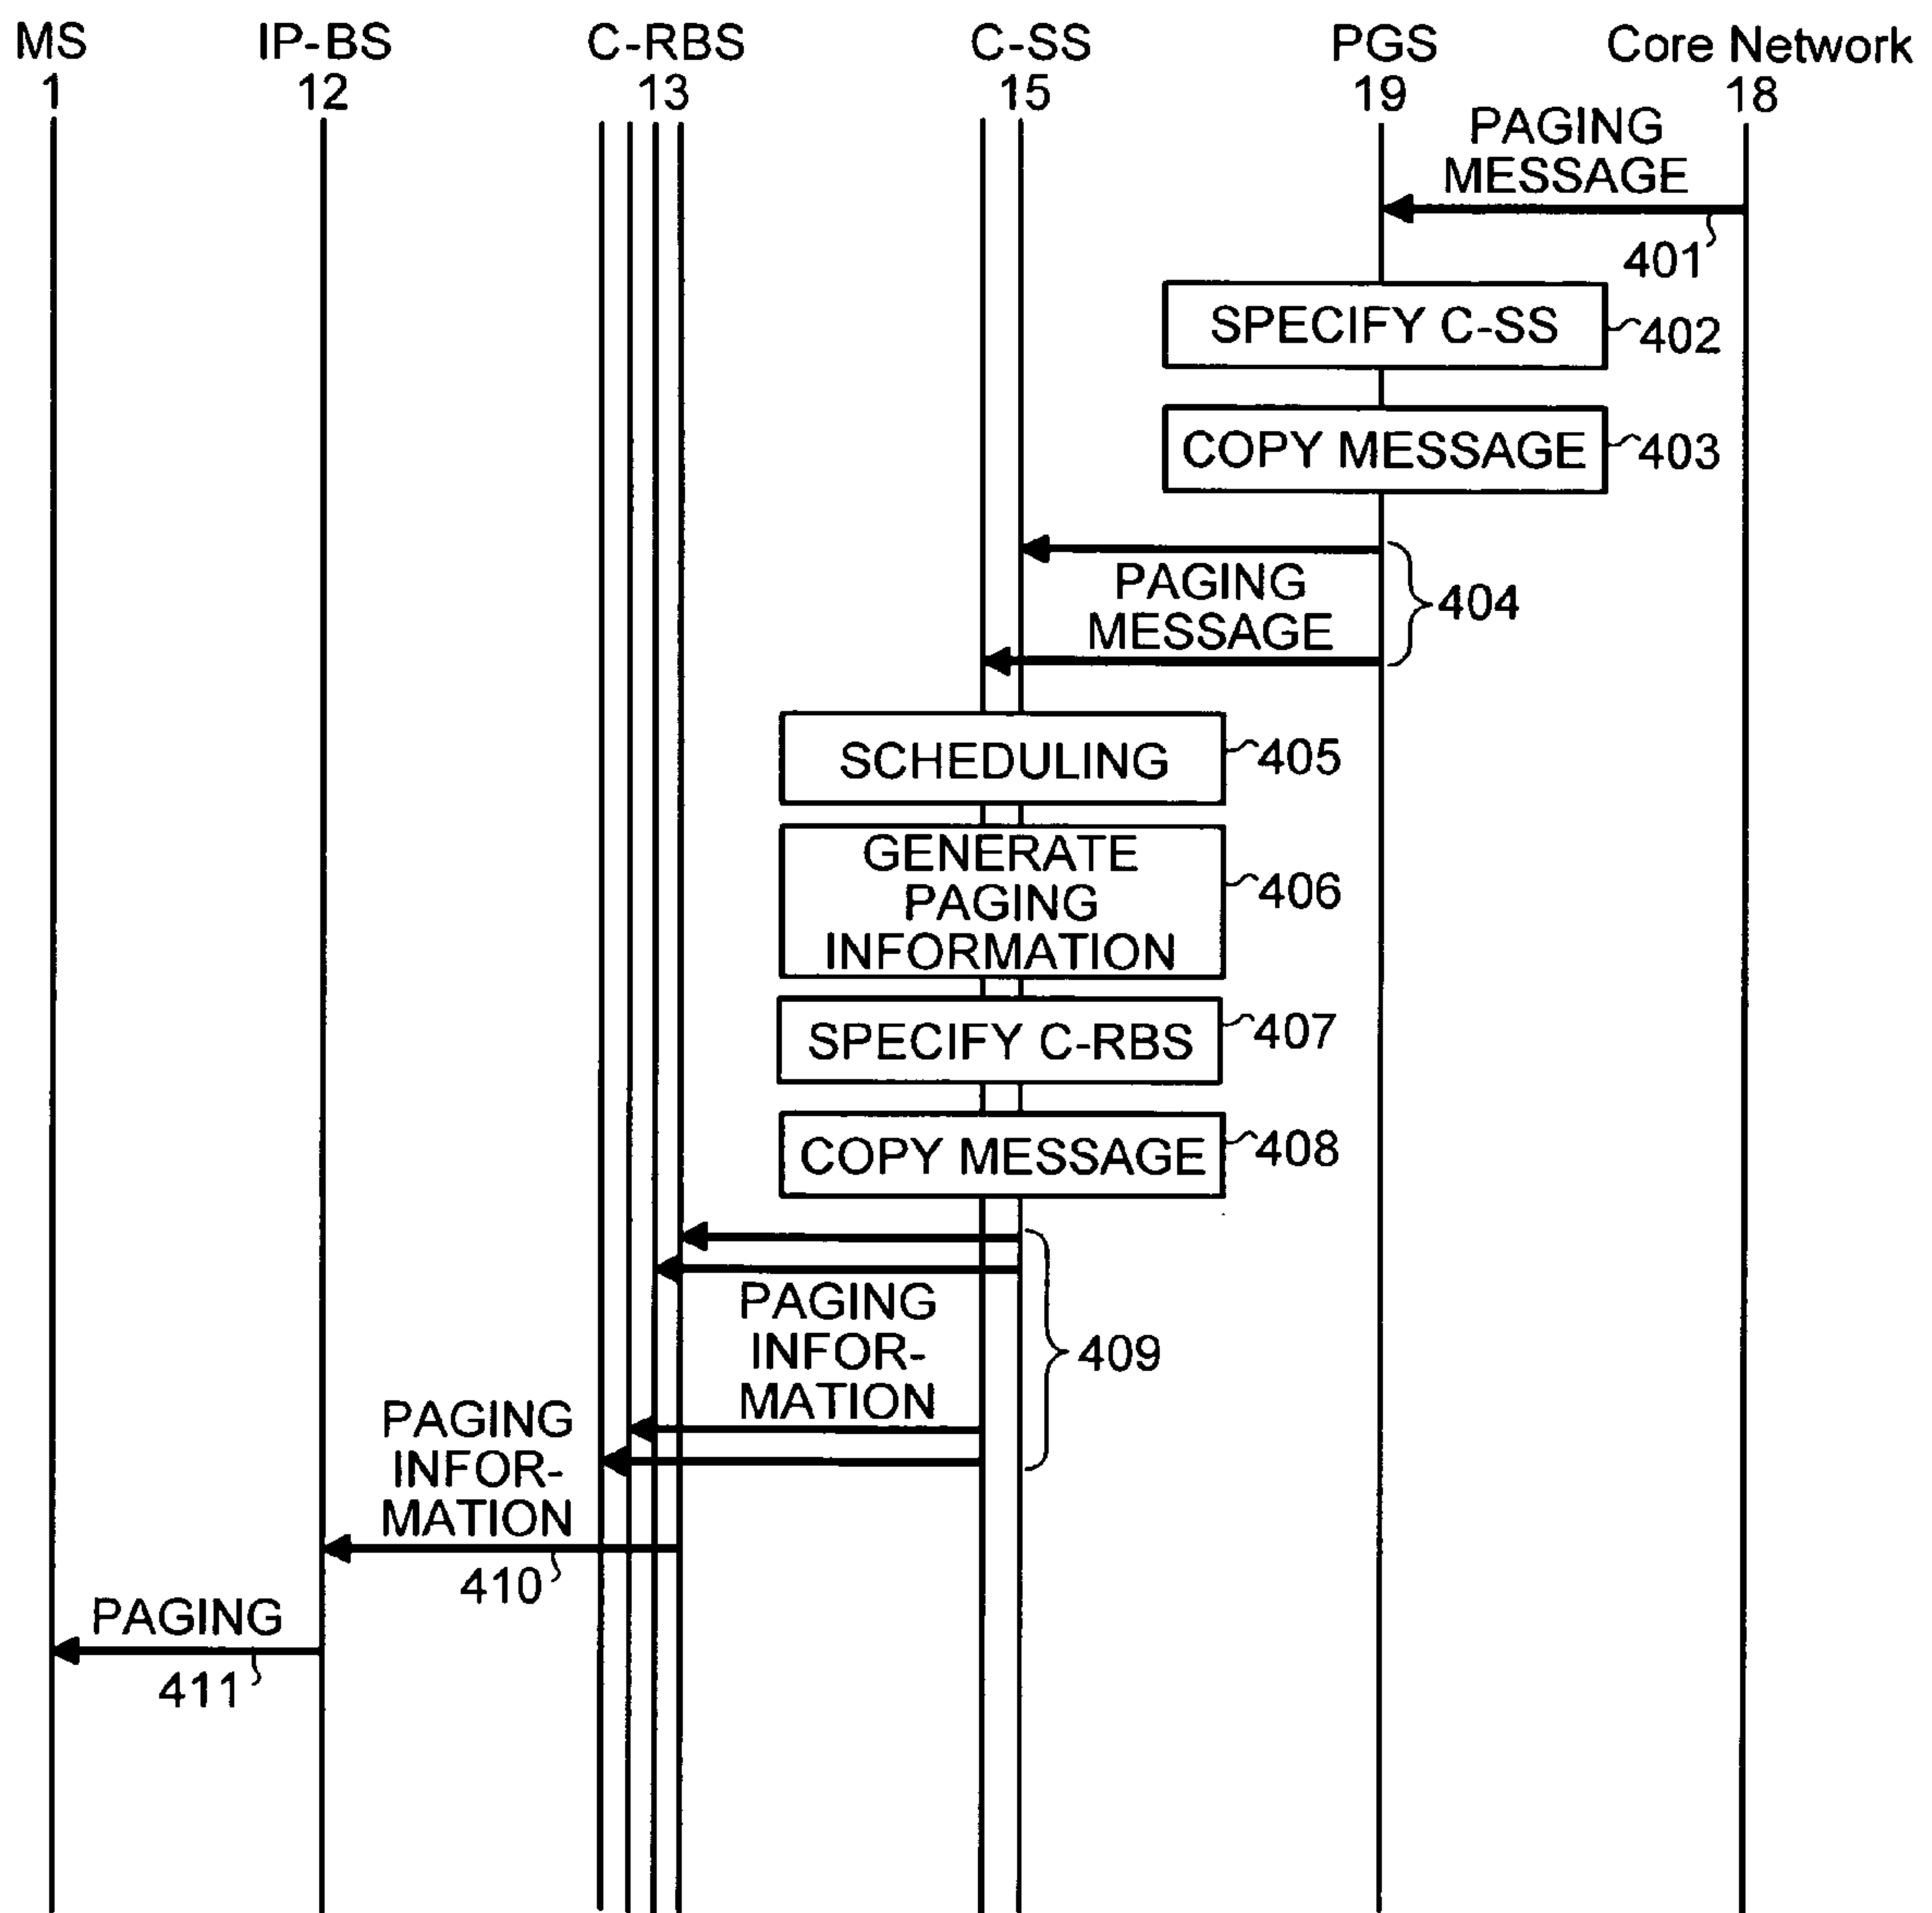 MS
1
IP-BS
12
C-RBS
13
C-SS
15
PGS
19
Core Network
18
PAGING
MESSAGE
401
SPECIFY C-SS
402
COPY MESSAGE
403
PAGING
MESSAGE
404
SCHEDULING
405
GENERATE
PAGING
INFORMATION
406
SPECIFY C-RBS
407
COPY MESSAGE
408
PAGING
INFOR-
MATION
409
PAGING
INFOR-
MATION
410
PAGING
411